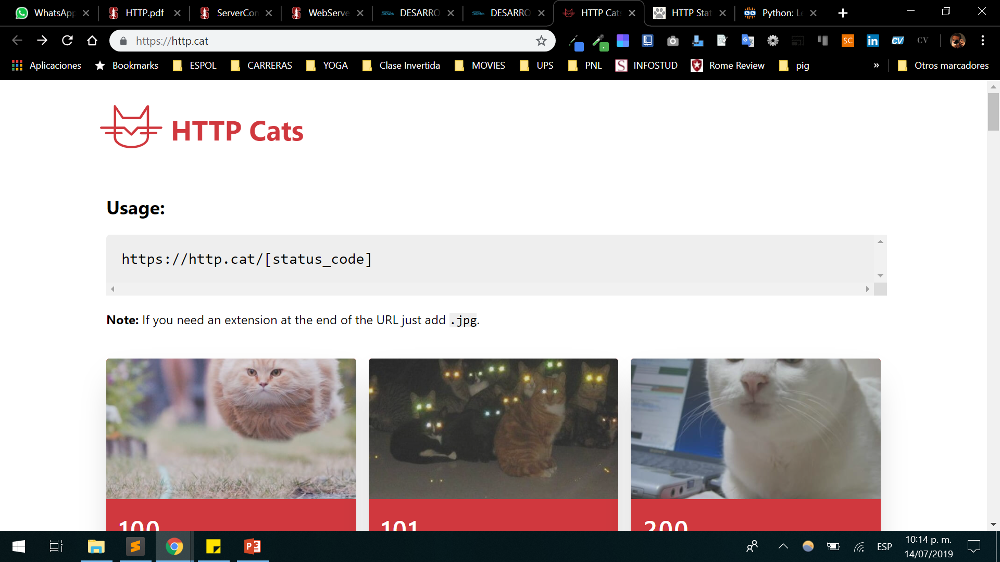 WhatsApp
HTTP.pdf
ServerCon
WebServe
DESARRO
DESARRO
HTTP Cats
HTTP Stat
Python: Le
https://http.cat
SC
in
CV
CV
Aplicaciones
Bookmarks
ESPOL
CARRERAS
YOGA
Clase Invertida
MOVIES
UPS
PNL
INFOSTUD
Rome Review
pig
»
Otros marcadores
HTTP Cats
Usage:
https://http.cat/[status_code]
Note: If you need an extension at the end of the URL just add .jpg.
100
101
200
ESP
10:14 p. m.
14/07/2019